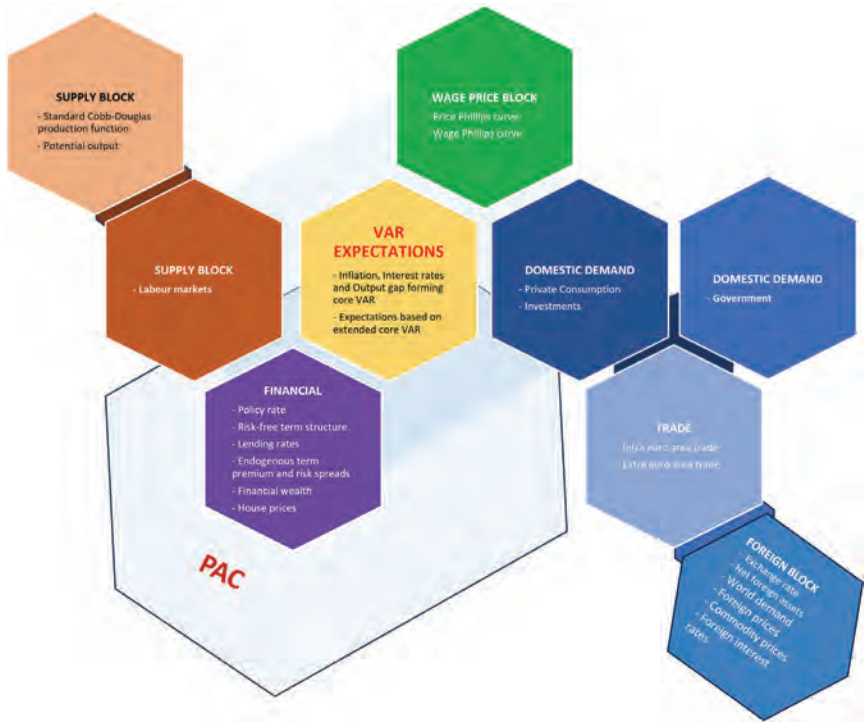 SUPPLY BLOCK
- Standard Cobb-Douglas
production function
- Potential output
WAGE PRICE BLOCK
- Price Phillips curve
- Wage Phillips curve
SUPPLY BLOCK
- Labour markets
VAR
EXPECTATIONS
- Inflation, Interest rates
and Output gap forming
core VAR
- Expectations based on
extended core VAR
DOMESTIC DEMAND
- Private Consumption
- Investments
DOMESTIC DEMAND
- Government
FINANCIAL
- Policy rate
- Risk-free term structure
- Lending rates
- Endogenous term
premium and risk spreads
- Financial wealth
- House prices
TRADE
- Intra euro area trade
- Extra euro area trade
PAC
FOREIGN BLOCK
- Exchange rate
- Net foreign assets
- World demand
- Foreign prices
- Commodity prices
- Foreign interest
rates